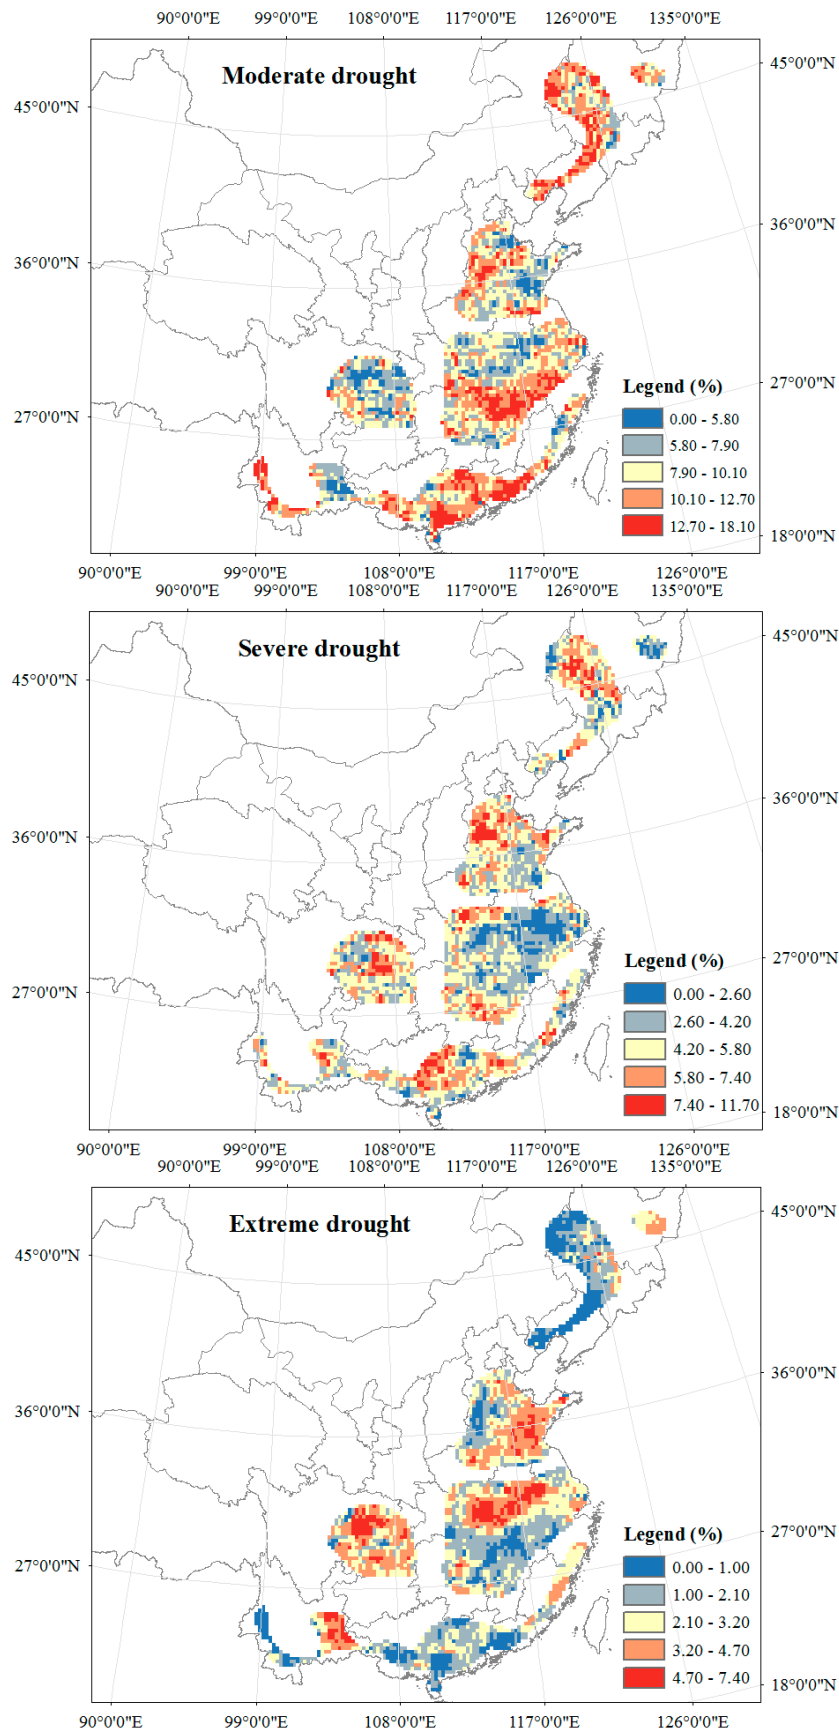 90°0'0"E 99°0'0"E 108°0'0"E 117°0'0"E 126°0'0"E 135°0'0"E
Moderate drought
45°0'0"N
45°0'0"N
36°0'0"N
36°0'0"N
27°0'0"N
27°0'0"N
18°0'0"N
Legend (%)
0.00 - 5.80
5.80 - 7.90
7.90 - 10.10
10.10 - 12.70
12.70 - 18.10
90°0'0"E 99°0'0"E 108°0'0"E 117°0'0"E 126°0'0"E
90°0'0"E 99°0'0"E 108°0'0"E 117°0'0"E 126°0'0"E 135°0'0"E
Severe drought
45°0'0"N
45°0'0"N
36°0'0"N
36°0'0"N
27°0'0"N
27°0'0"N
18°0'0"N
Legend (%)
0.00 - 2.60
2.60 - 4.20
4.20 - 5.80
5.80 - 7.40
7.40 - 11.70
90°0'0"E 99°0'0"E 108°0'0"E 117°0'0"E 126°0'0"E
90°0'0"E 99°0'0"E 108°0'0"E 117°0'0"E 126°0'0"E 135°0'0"E
Extreme drought
45°0'0"N
45°0'0"N
36°0'0"N
36°0'0"N
27°0'0"N
27°0'0"N
18°0'0"N
Legend (%)
0.00 - 1.00
1.00 - 2.10
2.10 - 3.20
3.20 - 4.70
4.70 - 7.40
90°0'0"E 99°0'0"E 108°0'0"E 117°0'0"E 126°0'0"E